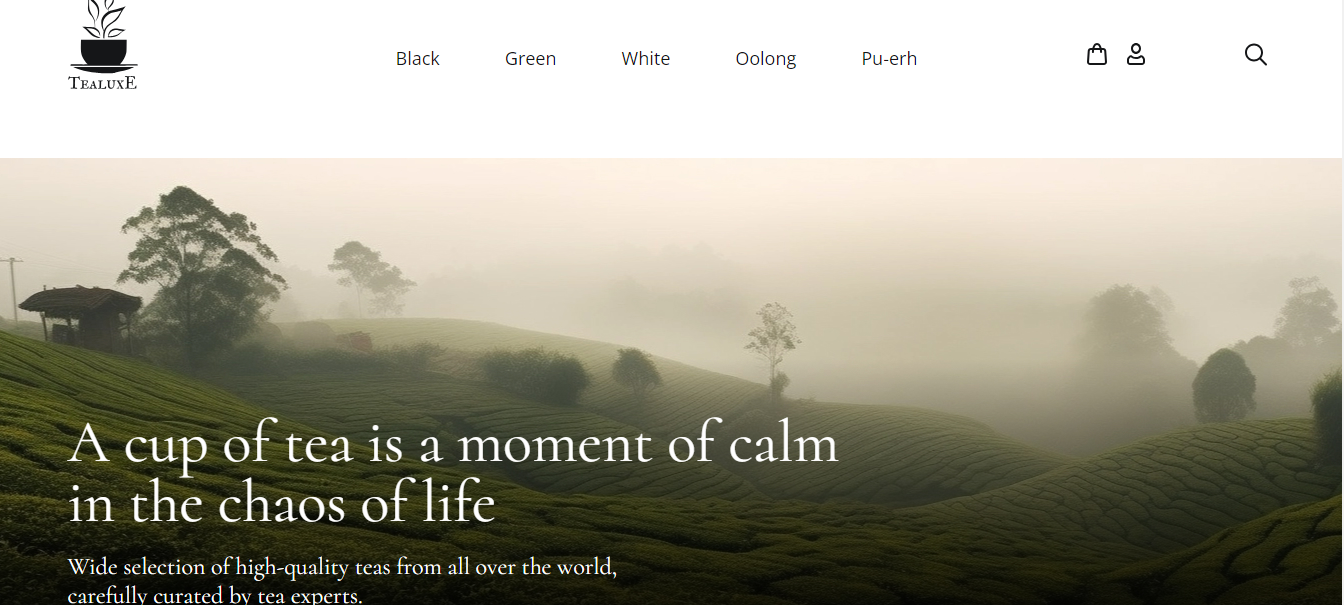 TEALUXE
Black Green White Oolong Pu-erh
A cup of tea is a moment of calm
in the chaos of life
Wide selection of high-quality teas from all over the world,
carefully curated by tea experts.